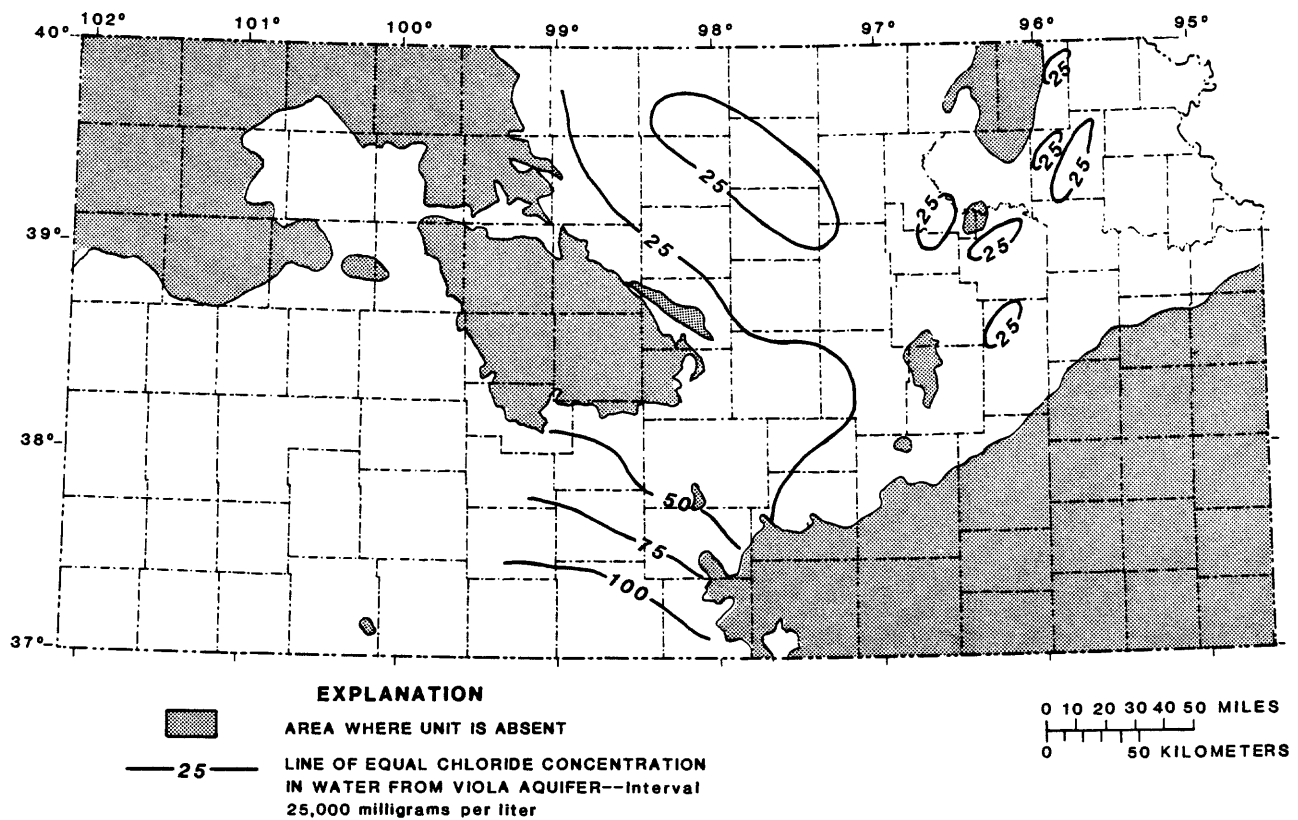 102° 101° 100° 99° 98° 97° 96° 95°
40°
39°
38°
37°
25
25
25
25
25
25
25
25
50
75
100
EXPLANATION
AREA WHERE UNIT IS ABSENT
25 LINE OF EQUAL CHLORIDE CONCENTRATION
IN WATER FROM VIOLA AQUIFER--Interval
25,000 milligrams per liter
0 10 20 30 40 50 MILES
0 50 KILOMETERS